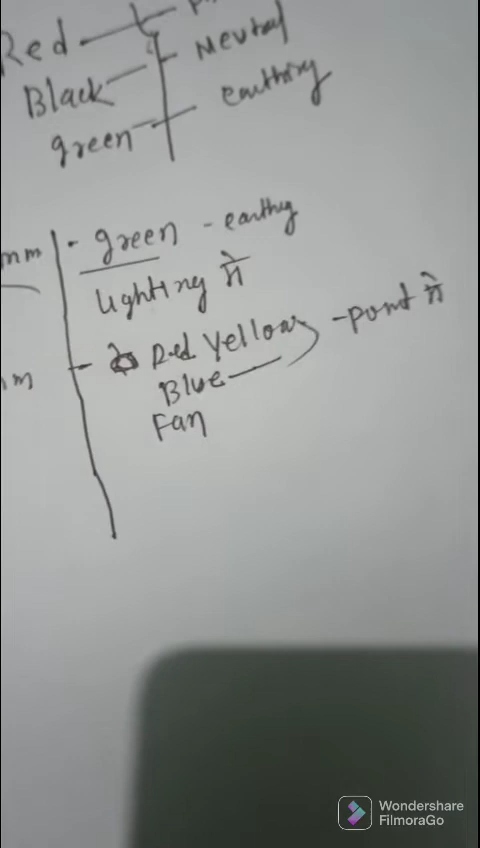 Red
Black Neutral
green earthing
mm - green - earthing
Lighting में
Red Yellow - point में
Blue
Fan
Wondershare
FilmoraGo